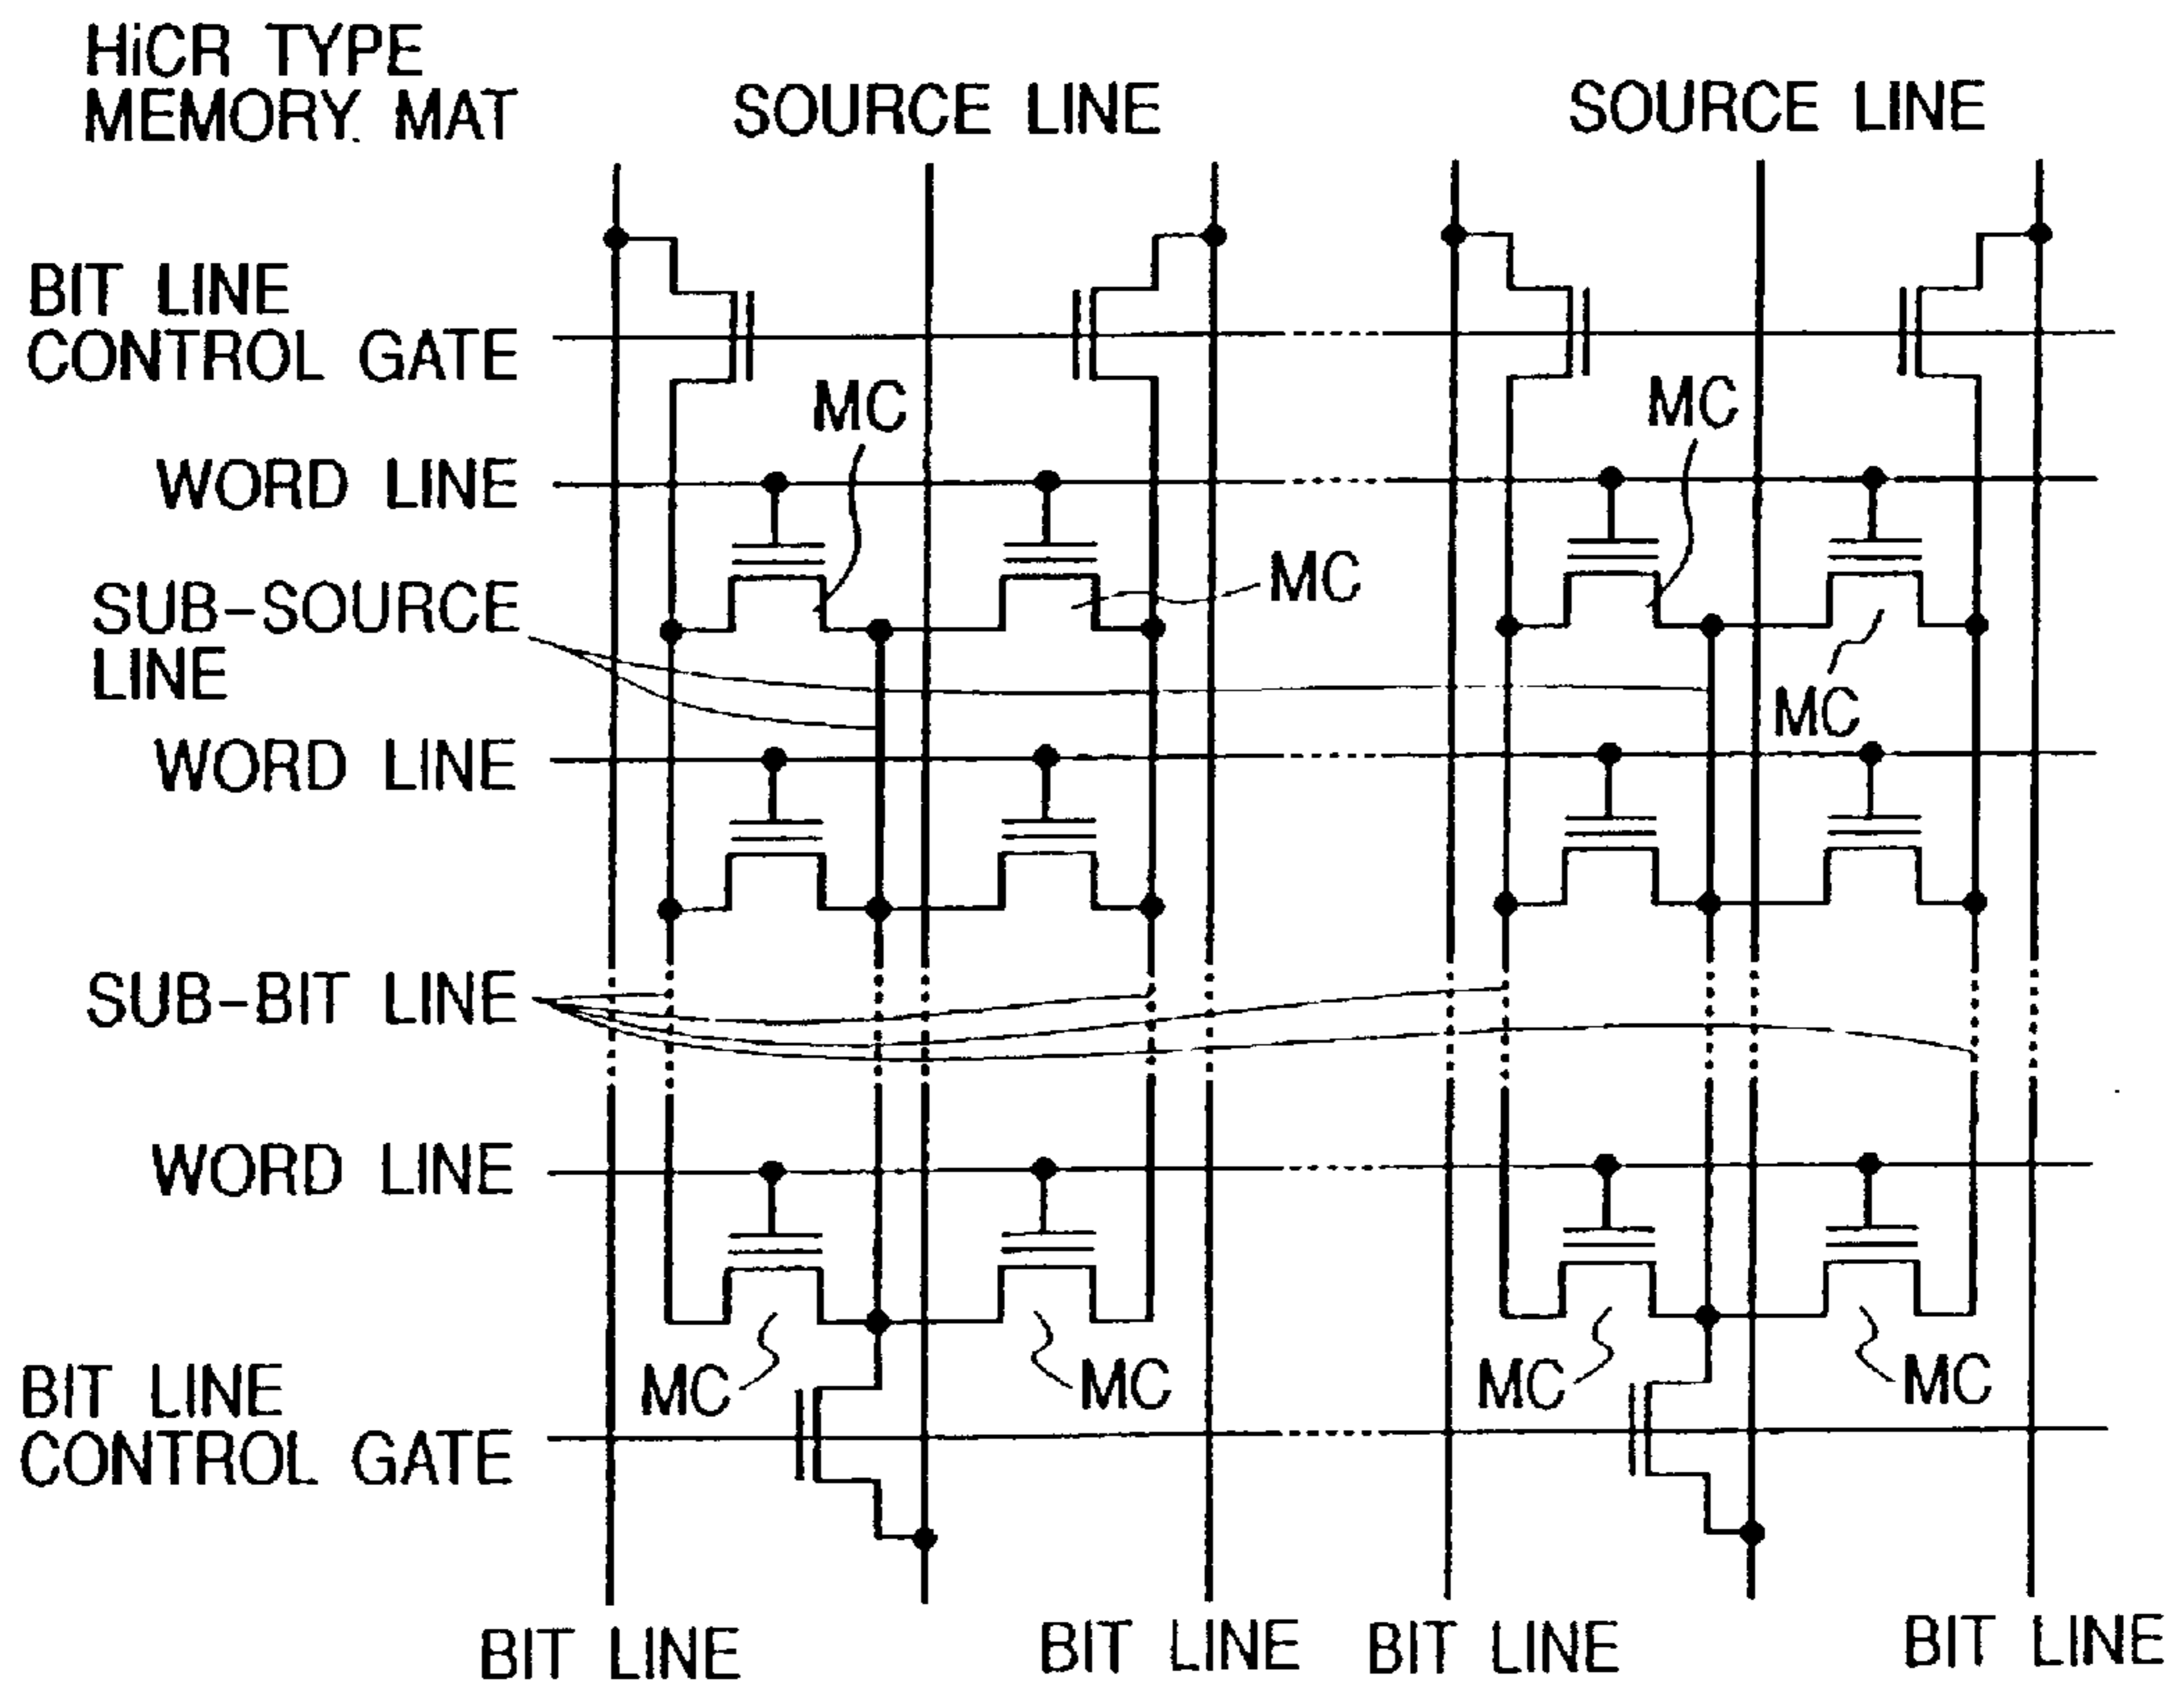 HiCR TYPE
MEMORY MAT
SOURCE LINE
SOURCE LINE
BIT LINE
CONTROL GATE
MC
MC
WORD LINE
MC
SUB-SOURCE
LINE
MC
WORD LINE
SUB-BIT LINE
WORD LINE
MC
MC
MC
MC
BIT LINE
CONTROL GATE
BIT LINE
BIT LINE
BIT LINE
BIT LINE